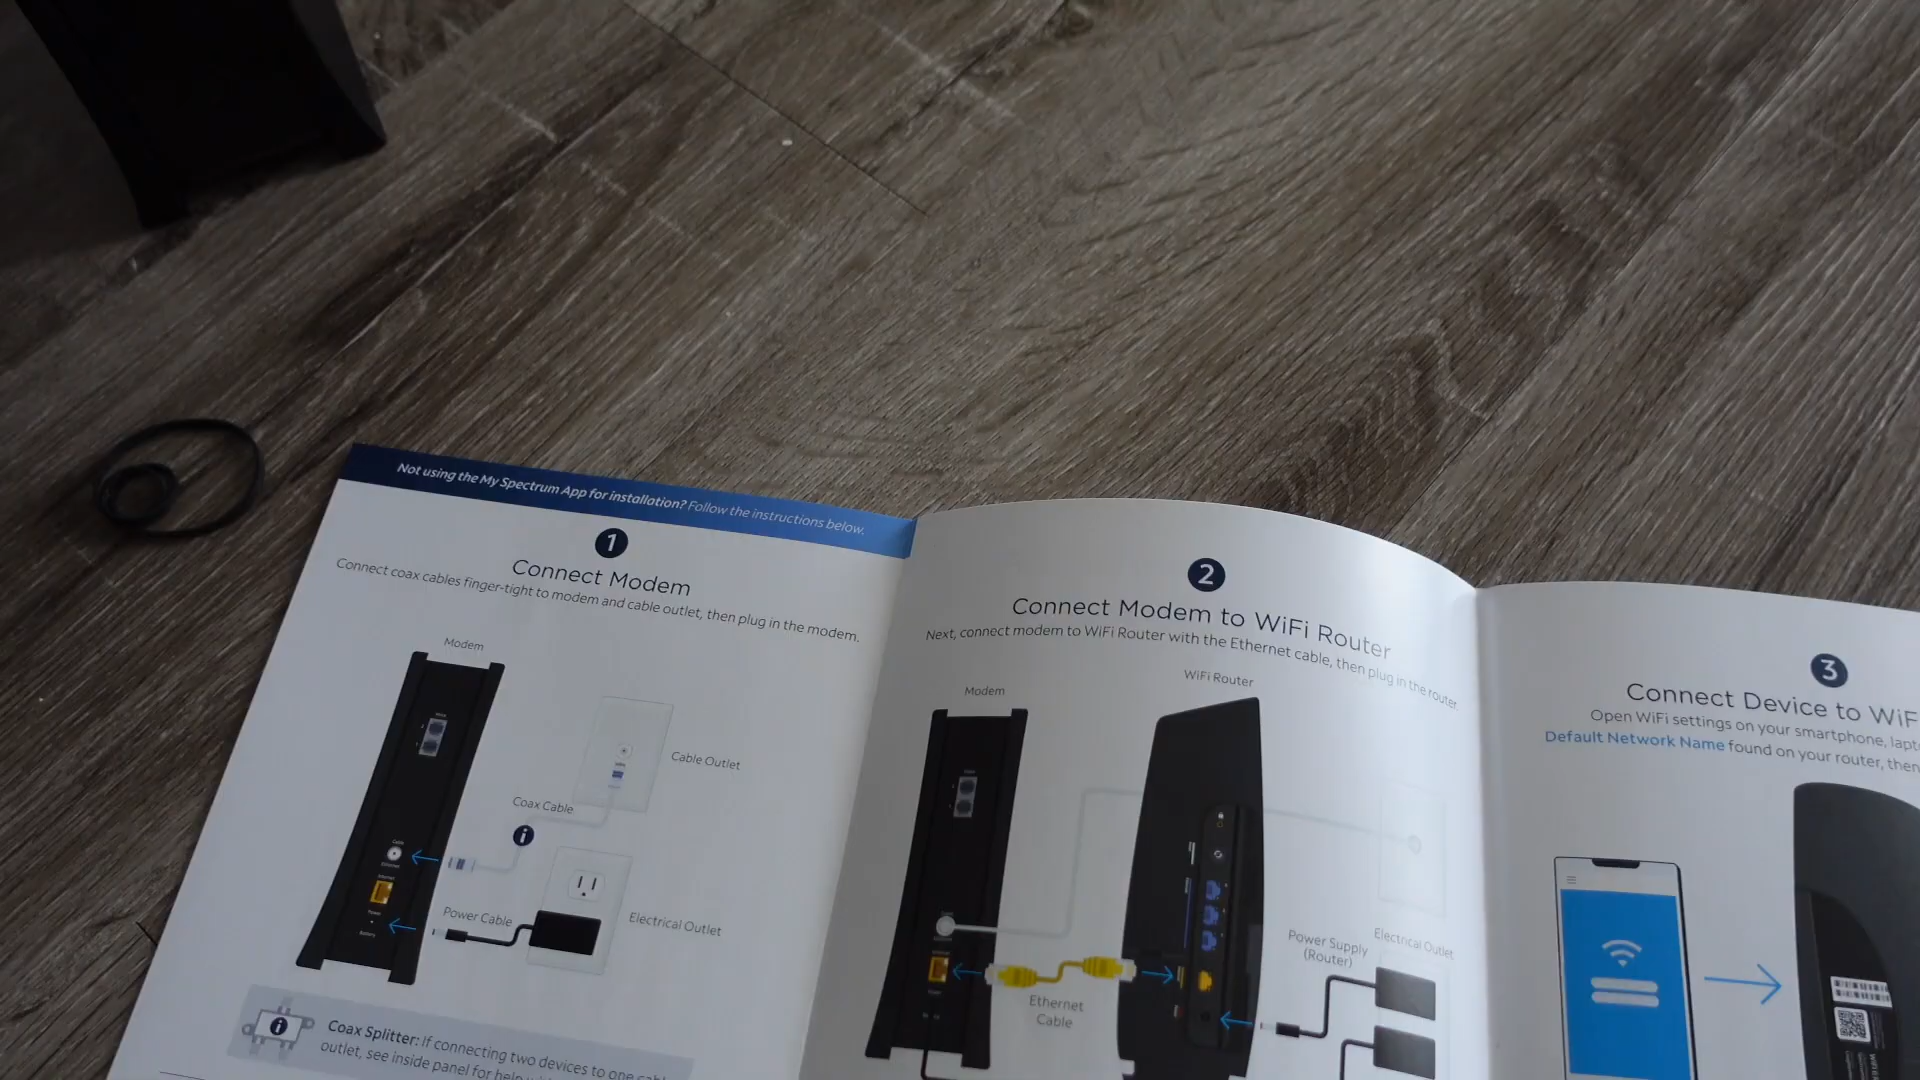 Not using the My Spectrum App for installation? Follow the instructions below.
1
Connect Modem
Connect coax cables finger-tight to modem and cable outlet, then plug in the modem.
Modem
Cable Outlet
Coax Cable
i
Power Cable
Electrical Outlet
i
Coax Splitter: If connecting two devices to one
outlet, see inside panel for help
2
Connect Modem to WiFi Router
Next, connect modem to WiFi Router with the Ethernet cable, then plug in the router.
Modem
WiFi Router
Ethernet
Cable
Power Supply
(Router)
Electrical Outlet
3
Connect Device to WiF
Open WiFi settings on your smartphone, lapt
Default Network Name found on your router, then